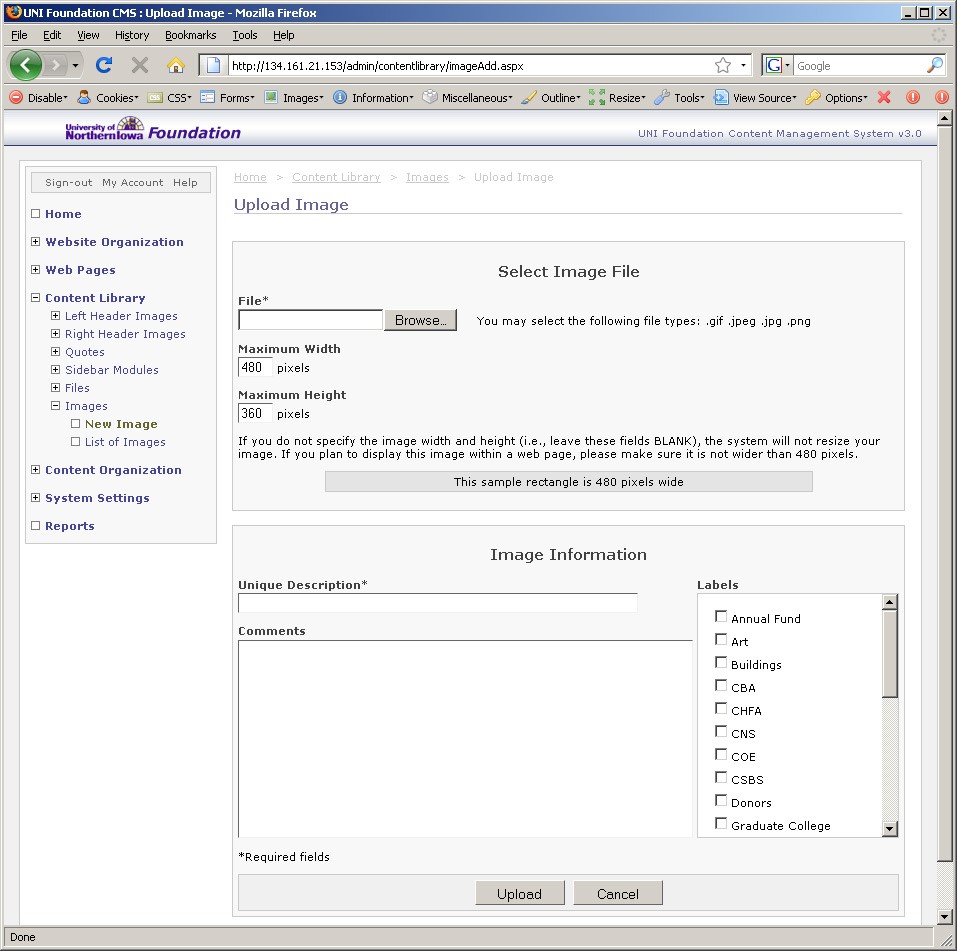 UNI Foundation CMS : Upload Image - Mozilla Firefox
File Edit View History Bookmarks Tools Help
http://134.161.21.153/admin/contentlibrary/imageAdd.aspx
G Google
Disable Cookies CSS Forms Images Information Miscellaneous Outline Resize Tools View Source Options
University of
Northern Iowa Foundation
UNI Foundation Content Management System v3.0
Sign-out My Account Help
Home
Website Organization
Web Pages
Content Library
Left Header Images
Right Header Images
Quotes
Sidebar Modules
Files
Images
New Image
List of Images
Content Organization
System Settings
Reports
Home > Content Library > Images > Upload Image
Upload Image
Select Image File
File*
Browse... You may select the following file types: .gif .jpeg .jpg .png
Maximum Width
480 pixels
Maximum Height
360 pixels
If you do not specify the image width and height (i.e., leave these fields BLANK), the system will not resize your
image. If you plan to display this image within a web page, please make sure it is not wider than 480 pixels.
This sample rectangle is 480 pixels wide
Image Information
Unique Description*
Comments
Labels
Annual Fund
Art
Buildings
CBA
CHFA
CNS
COE
CSBS
Donors
Graduate College
*Required fields
Upload Cancel
Done